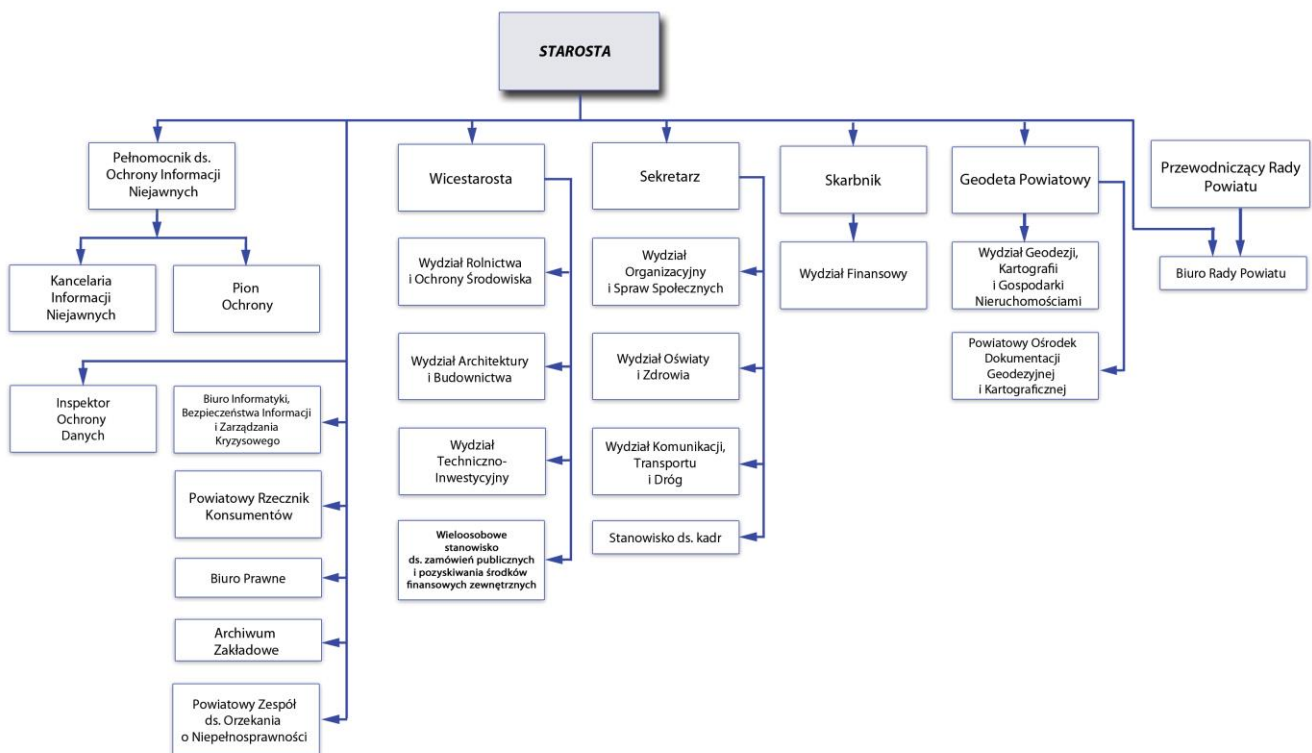 STAROSTA
Pełnomocnik ds.
Ochrony Informacji
Niejawnych
Wicestarosta
Sekretarz
Skarbnik
Geodeta Powiatowy
Przewodniczący Rady
Powiatu
Kancelaria
Informacji
Niejawnych
Pion
Ochrony
Wydział Rolnictwa
i Ochrony Środowiska
Wydział
Organizacyjny
i Spraw Społecznych
Wydział Finansowy
Wydział Geodezji,
Kartografii
i Gospodarki
Nieruchomościami
Biuro Rady Powiatu
Wydział Architektury
i Budownictwa
Wydział Oświaty
i Zdrowia
Powiatowy Ośrodek
Dokumentacji
Geodezyjnej
i Kartograficznej
Inspektor
Ochrony
Danych
Biuro Informatyki,
Bezpieczeństwa Informacji
i Zarządzania
Kryzysowego
Wydział
Techniczno-
Inwestycyjny
Wydział Komunikacji,
Transportu
i Dróg
Powiatowy Rzecznik
Konsumentów
Wieloosobowe
stanowisko
ds. zamówień publicznych
i pozyskiwania środków
finansowych zewnętrznych
Stanowisko ds. kadr
Biuro Prawne
Archiwum
Zakładowe
Powiatowy Zespół
ds. Orzekania
o Niepełnosprawności